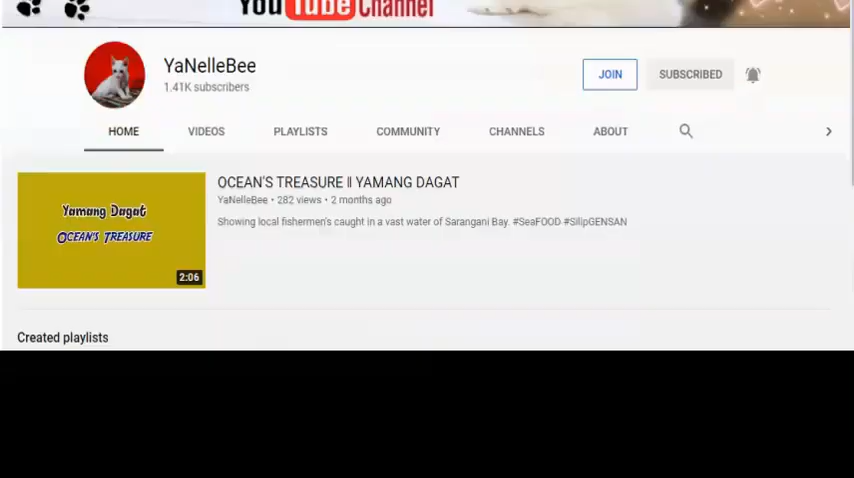 YouTube Channel
YaNelleBee
1.41K subscribers
JOIN
SUBSCRIBED
HOME
VIDEOS
PLAYLISTS
COMMUNITY
CHANNELS
ABOUT
Yamang Dagat
OCEAN'S TREASURE
2:06
OCEAN'S TREASURE || YAMANG DAGAT
YaNelleBee • 282 views • 2 months ago
Showing local fishermen's caught in a vast water of Sarangani Bay. #SeaFOOD #SilipGENSAN
Created playlists